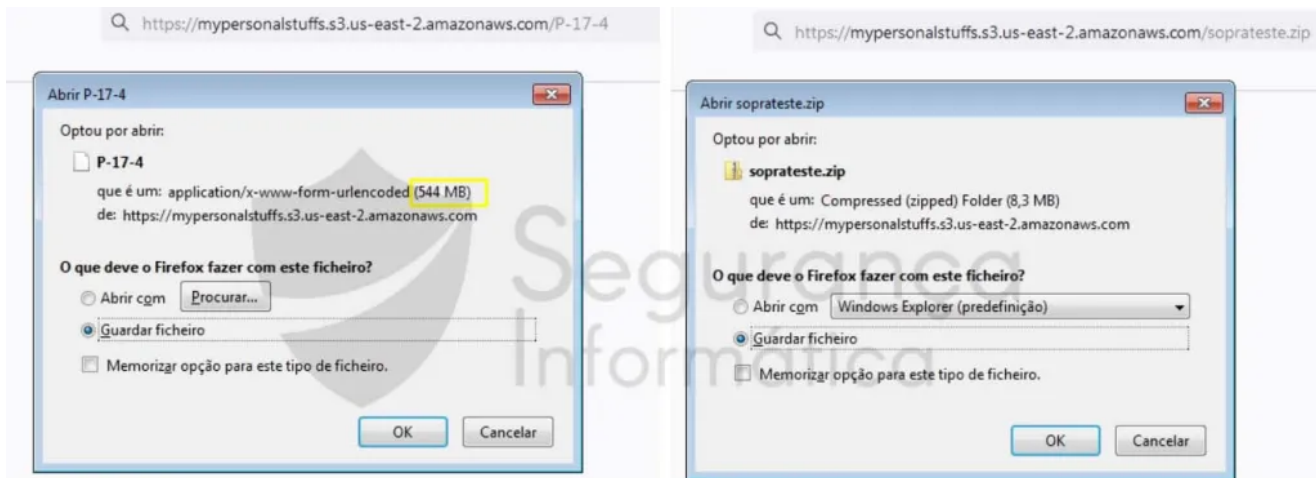 https://mypersonalstuffs.s3.us-east-2.amazonaws.com/P-17-4
Abrir P-17-4
Optou por abrir:
P-17-4
que é um: application/x-www-form-urlencoded (544 MB)
de: https://mypersonalstuffs.s3.us-east-2.amazonaws.com
O que deve o Firefox fazer com este ficheiro?
Abrir com Procurar...
Guardar ficheiro
Memorizar opção para este tipo de ficheiro.
OK Cancelar
https://mypersonalstuffs.s3.us-east-2.amazonaws.com/soprateste.zip
Abrir soprateste.zip
Optou por abrir:
soprateste.zip
que é um: Compressed (zipped) Folder (8,3 MB)
de: https://mypersonalstuffs.s3.us-east-2.amazonaws.com
O que deve o Firefox fazer com este ficheiro?
Abrir com Windows Explorer (predefinição)
Guardar ficheiro
Memorizar opção para este tipo de ficheiro.
OK Cancelar
Segurança
Informática